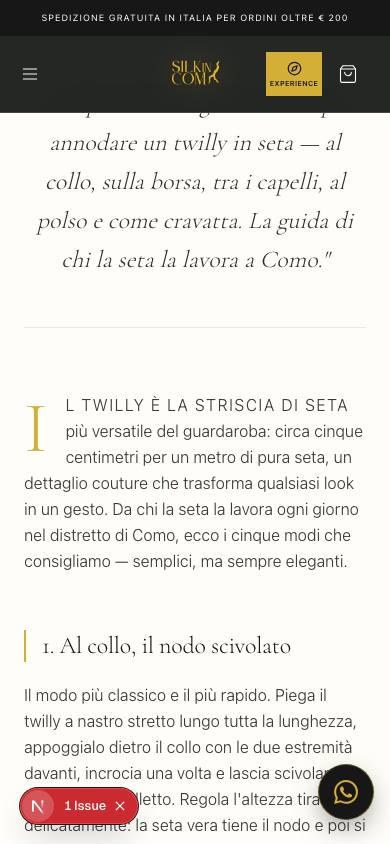 SPEDIZIONE GRATUITA IN ITALIA PER ORDINI OLTRE € 200
SILK IN COMO
EXPERIENCE
annodare un twilly in seta — al
collo, sulla borsa, tra i capelli, al
polso e come cravatta. La guida di
chi la seta la lavora a Como."
IL TWILLY È LA STRISCIA DI SETA
più versatile del guardaroba: circa cinque
centimetri per un metro di pura seta, un
dettaglio couture che trasforma qualsiasi look
in un gesto. Da chi la seta la lavora ogni giorno
nel distretto di Como, ecco i cinque modi che
consigliamo — semplici, ma sempre eleganti.
1. Al collo, il nodo scivolato
Il modo più classico e il più rapido. Piega il
twilly a nastro stretto lungo tutta la lunghezza,
appoggialo dietro il collo con le due estremità
davanti, incrocia una volta e lascia
Regola l'altezza
delicatamente: la seta vera tiene il nodo e poi si
1 Issue